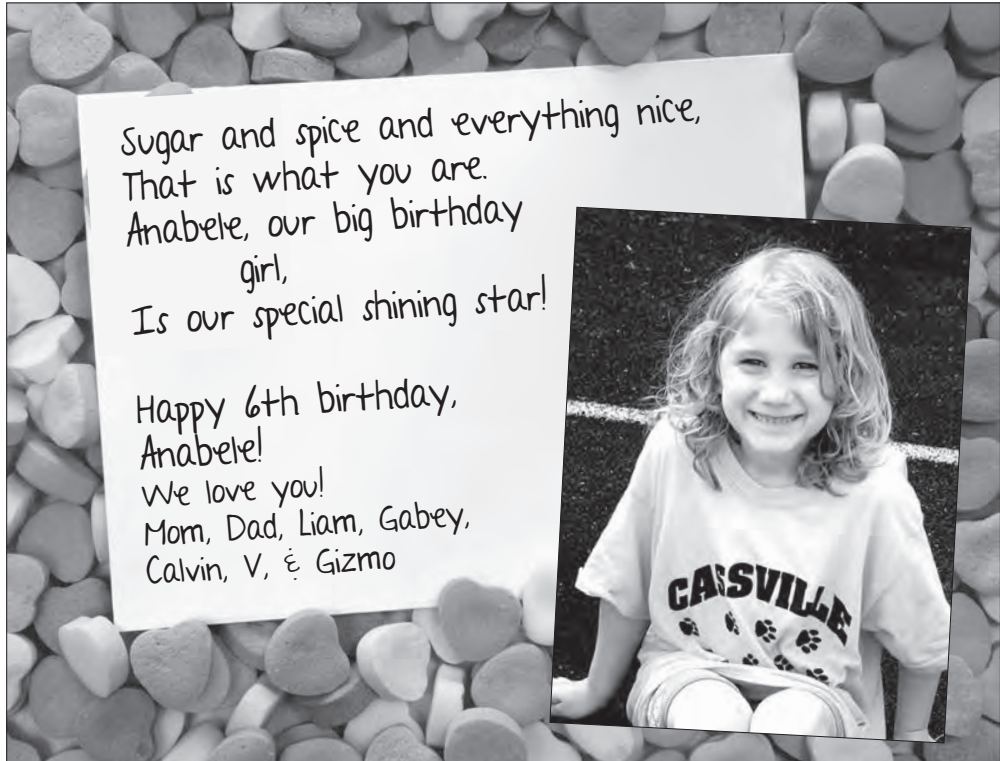 Sugar and spice and everything nice,
That is what you are.
Anabele, our big birthday
girl,
Is our special shining star!
Happy 6th birthday,
Anabele!
We love you!
Mom, Dad, Liam, Gabey,
Calvin, V, & Gizmo
CASSVILLE